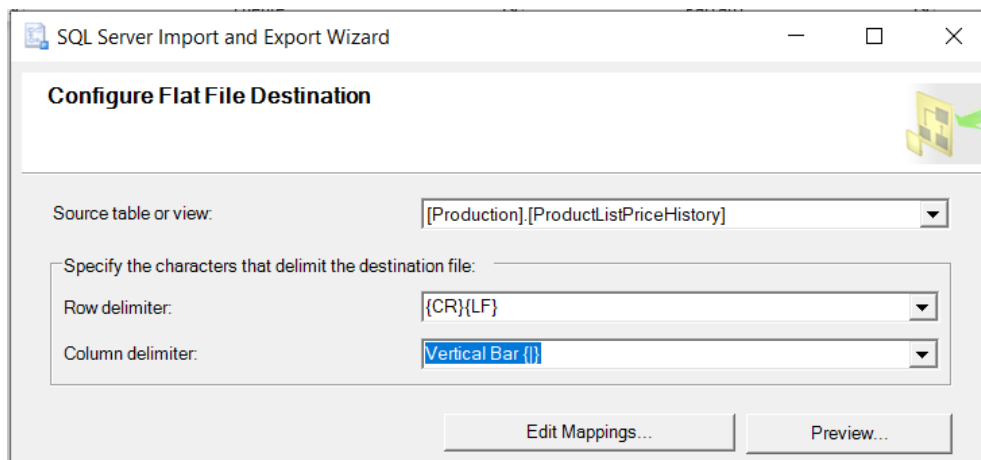 SQL Server Import and Export Wizard
Configure Flat File Destination
Source table or view: [Production].[ProductListPriceHistory]
Specify the characters that delimit the destination file:
Row delimiter: {CR}{LF}
Column delimiter: Vertical Bar {|}
Edit Mappings... Preview...